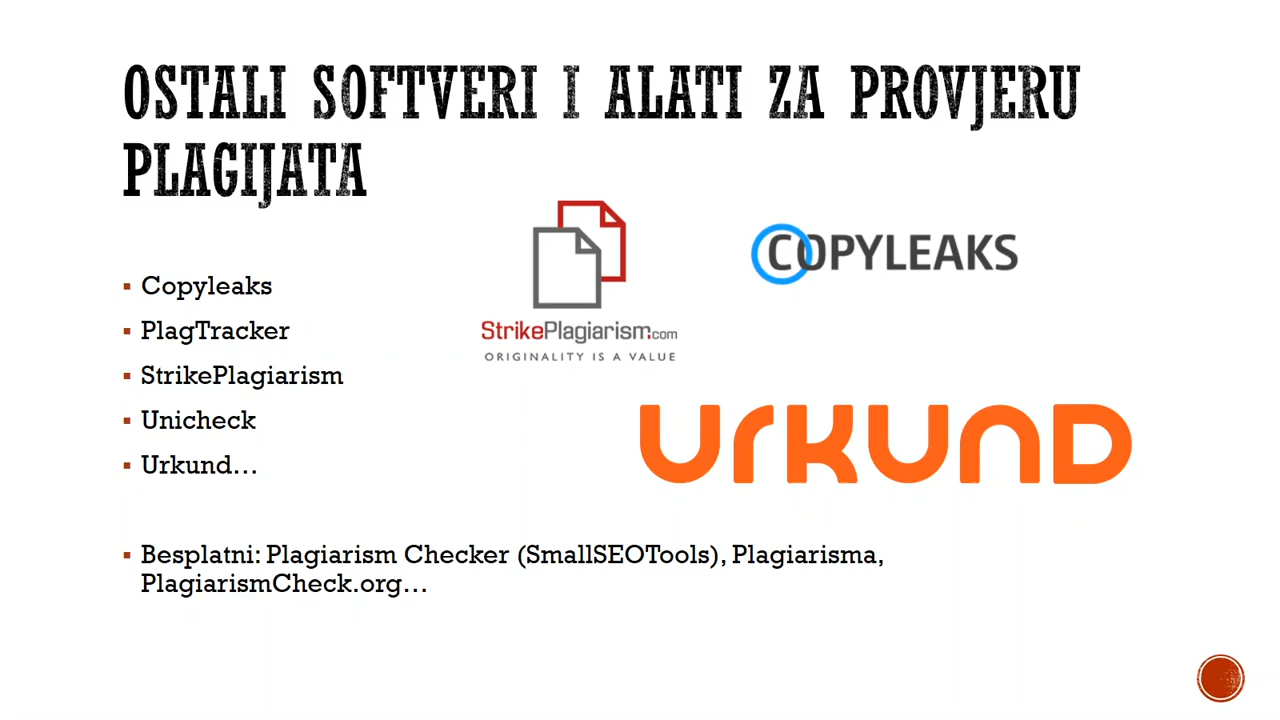 OSTALI SOFTVERI I ALATI ZA PROVJERU
PLAGIJATA
StrikePlagiarism.com
ORIGINALITY IS A VALUE
COPYLEAKS
Copyleaks
PlagTracker
StrikePlagiarism
Unicheck
Urkund…
URKUND
Besplatni: Plagiarism Checker (SmallSEOTools), Plagiarisma,
PlagiarismCheck.org…